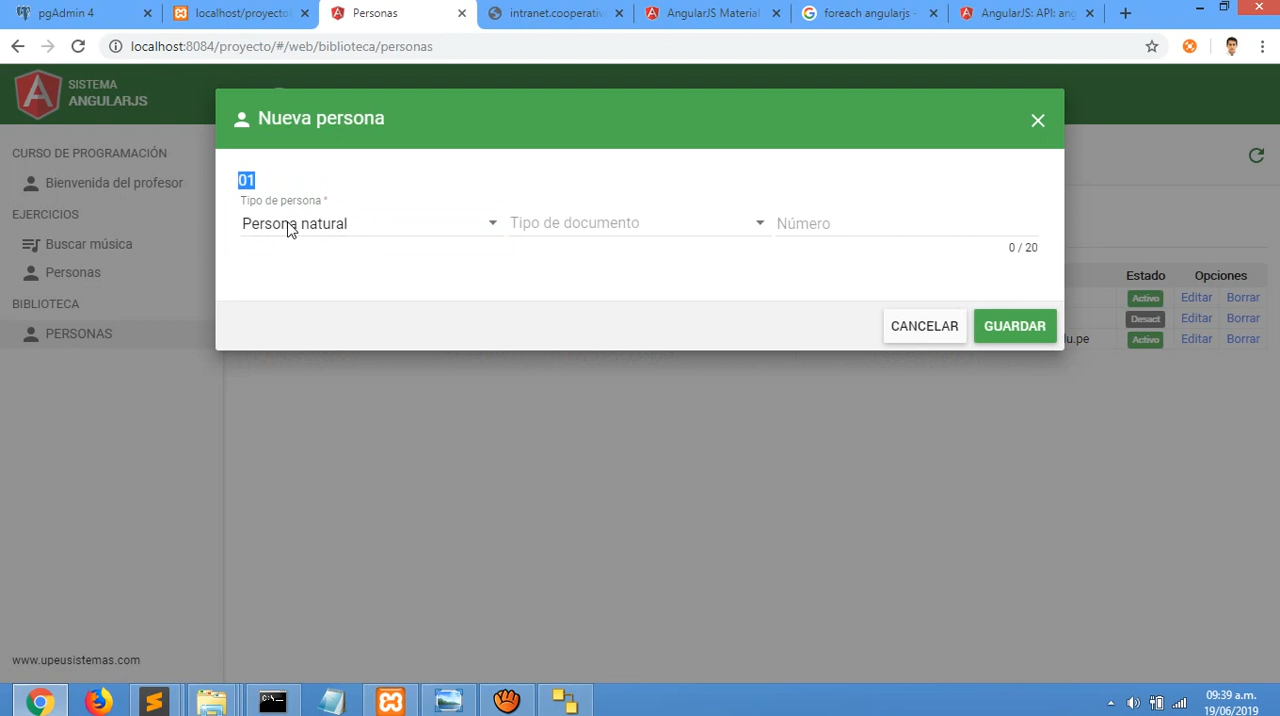 pgAdmin 4
localhost/proyecto
Personas
intranet.cooperativ
AngularJS Material
foreach angularjs -
AngularJS: API: ang
localhost:8084/proyecto/#/web/biblioteca/personas
SISTEMA
ANGULARJS
Nueva persona
CURSO DE PROGRAMACIÓN
Bienvenida del profesor
EJERCICIOS
Buscar música
Personas
BIBLIOTECA
PERSONAS
01
Tipo de persona *
Persona natural
Tipo de documento
Número
0 / 20
CANCELAR
GUARDAR
Estado
Opciones
Activo
Editar
Borrar
Desact
Editar
Borrar
du.pe
Activo
Editar
Borrar
www.upeusistemas.com
09:39 a.m.
19/06/2019